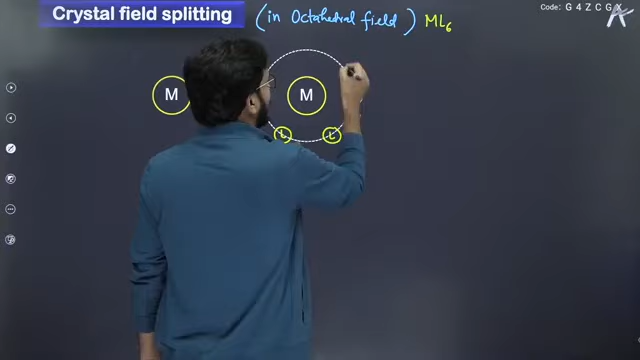 Crystal field splitting (in Octahedral field) ML6
Code: G4ZCGX
M M
L L